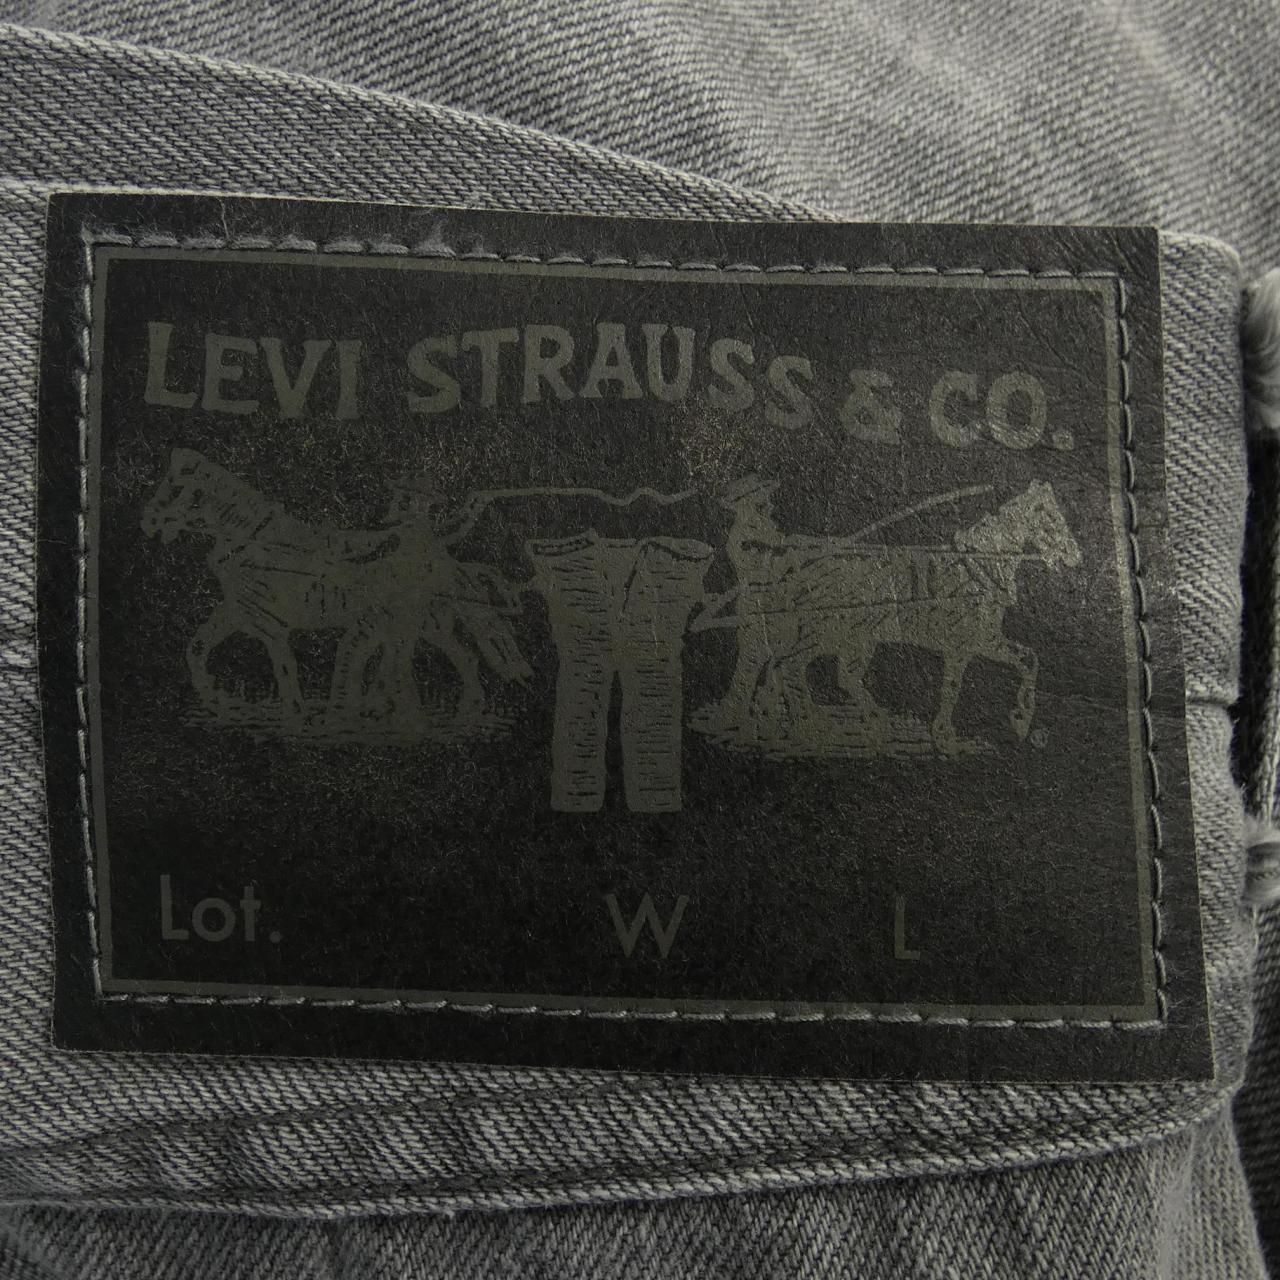 LEVI STRAUSS & CO.
®
Lot. W L